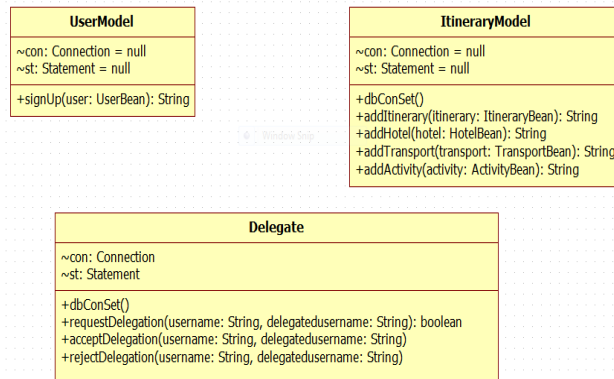 UserModel
~con: Connection = null
~st: Statement = null
+signUp(user: UserBean): String
ItineraryModel
~con: Connection = null
~st: Statement = null
+dbConSet()
+addItinerary(itinerary: ItineraryBean): String
+addHotel(hotel: HotelBean): String
+addTransport(transport: TransportBean): String
+addActivity(activity: ActivityBean): String
Window Snip
Delegate
~con: Connection
~st: Statement
+dbConSet()
+requestDelegation(username: String, delegatedusername: String): boolean
+acceptDelegation(username: String, delegatedusername: String)
+rejectDelegation(username: String, delegatedusername: String)